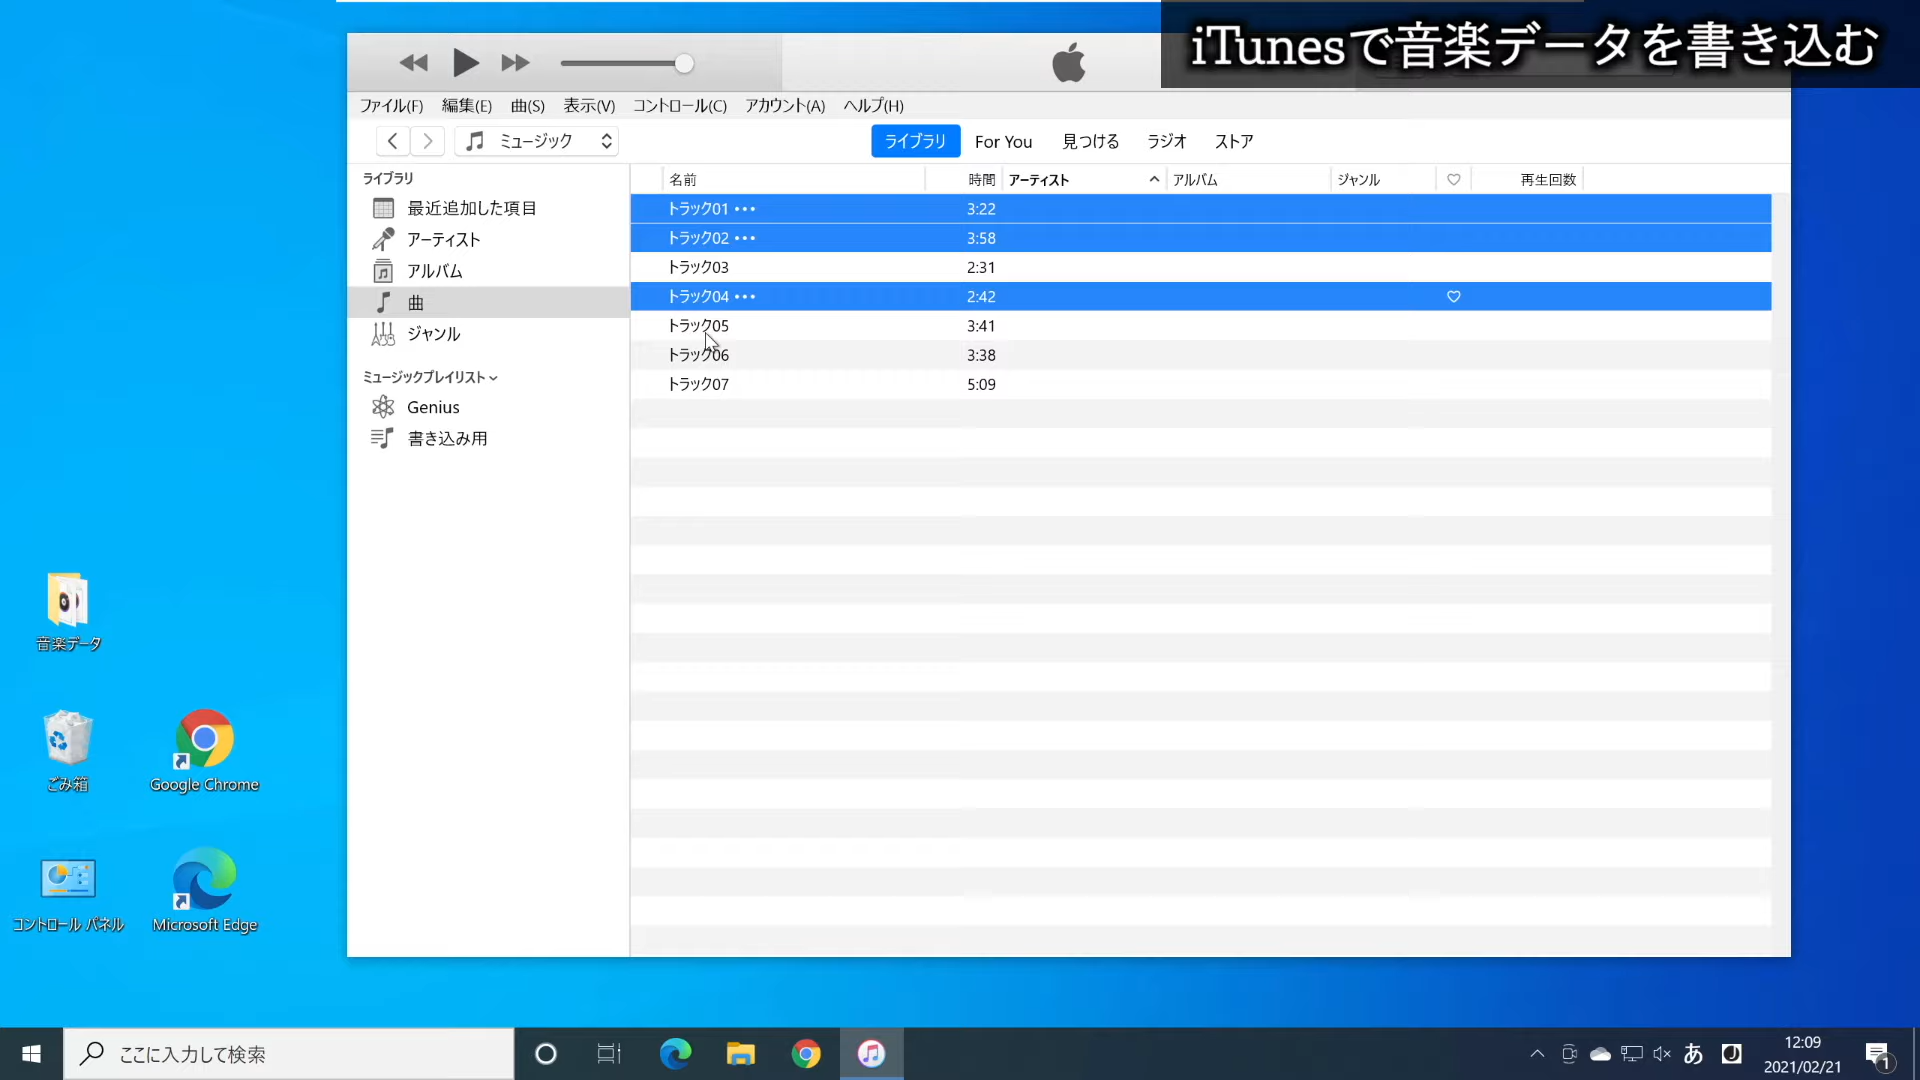 iTunesで音楽データを書き込む
ファイル(F) 編集(E) 曲(S) 表示(V) コントロール(C) アカウント(A) ヘルプ(H)
ミュージック ライブラリ For You 見つける ラジオ ストア
ライブラリ
最近追加した項目
アーティスト
アルバム
曲
ジャンル
ミュージックプレイリスト
Genius
書き込み用
名前 時間 アーティスト アルバム ジャンル 再生回数
トラック01 ••• 3:22
トラック02 ••• 3:58
トラック03 2:31
トラック04 ••• 2:42
トラック05 3:41
トラック06 3:38
トラック07 5:09
音楽データ
ごみ箱
Google Chrome
コントロール パネル
Microsoft Edge
ここに入力して検索
あ
J
12:09
2021/02/21
1